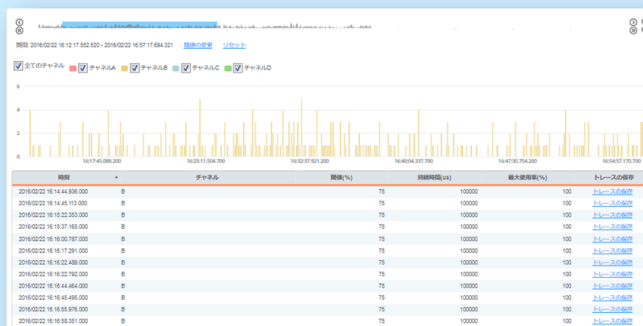 期間: 2016/02/22 16:12:17.552.520 - 2016/02/22 16:57:17.694.321 閾値の変更 リセット
全てのチャネル チャネルA チャネルB チャネルC チャネルD
6
4
2
0
16:17:45.088.200 16:25:11.504.700 16:32:37.921.200 16:40:04.337.700 16:47:30.754.200 16:54:57.170.700
時刻 チャネル 閾値(%) 持続時間(us) 最大使用率(%) トレースの保存
2016/02/22 16:14:44.936.000 B 75 100000 100 トレースの保存
2016/02/22 16:14:45.113.000 B 75 100000 100 トレースの保存
2016/02/22 16:15:22.353.000 B 75 100000 100 トレースの保存
2016/02/22 16:15:37.165.000 B 75 100000 100 トレースの保存
2016/02/22 16:16:00.787.000 B 75 100000 100 トレースの保存
2016/02/22 16:16:17.291.000 B 75 100000 100 トレースの保存
2016/02/22 16:16:22.489.000 B 75 100000 100 トレースの保存
2016/02/22 16:16:22.792.000 B 75 100000 100 トレースの保存
2016/02/22 16:16:44.454.000 B 75 100000 100 トレースの保存
2016/02/22 16:16:45.495.000 B 75 100000 100 トレースの保存
2016/02/22 16:16:55.976.000 B 75 100000 100 トレースの保存
2016/02/22 16:16:58.351.000 B 75 100000 100 トレースの保存